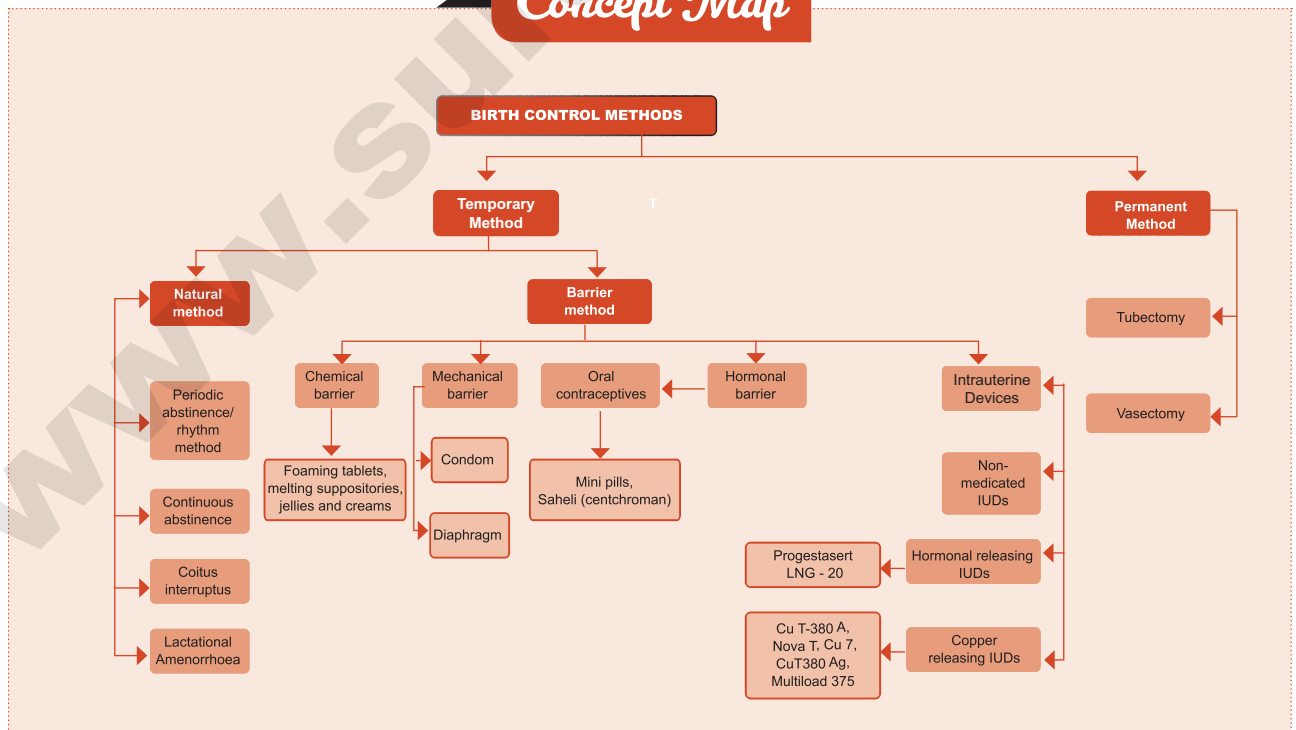 Concept Map
www.sur
BIRTH CONTROL METHODS
Temporary
Method
T
Permanent
Method
Natural
method
Barrier
method
Tubectomy
Vasectomy
Chemical
barrier
Mechanical
barrier
Oral
contraceptives
Hormonal
barrier
Intrauterine
Devices
Periodic
abstinence/
rhythm
method
Continuous
abstinence
Coitus
interruptus
Lactational
Amenorrhoea
Foaming tablets,
melting suppositories,
jellies and creams
Condom
Diaphragm
Mini pills,
Saheli (centchroman)
Non-
medicated
IUDs
Hormonal releasing
IUDs
Progestasert
LNG - 20
Copper
releasing IUDs
Cu T-380 A,
Nova T, Cu 7,
CuT380 Ag,
Multiload 375